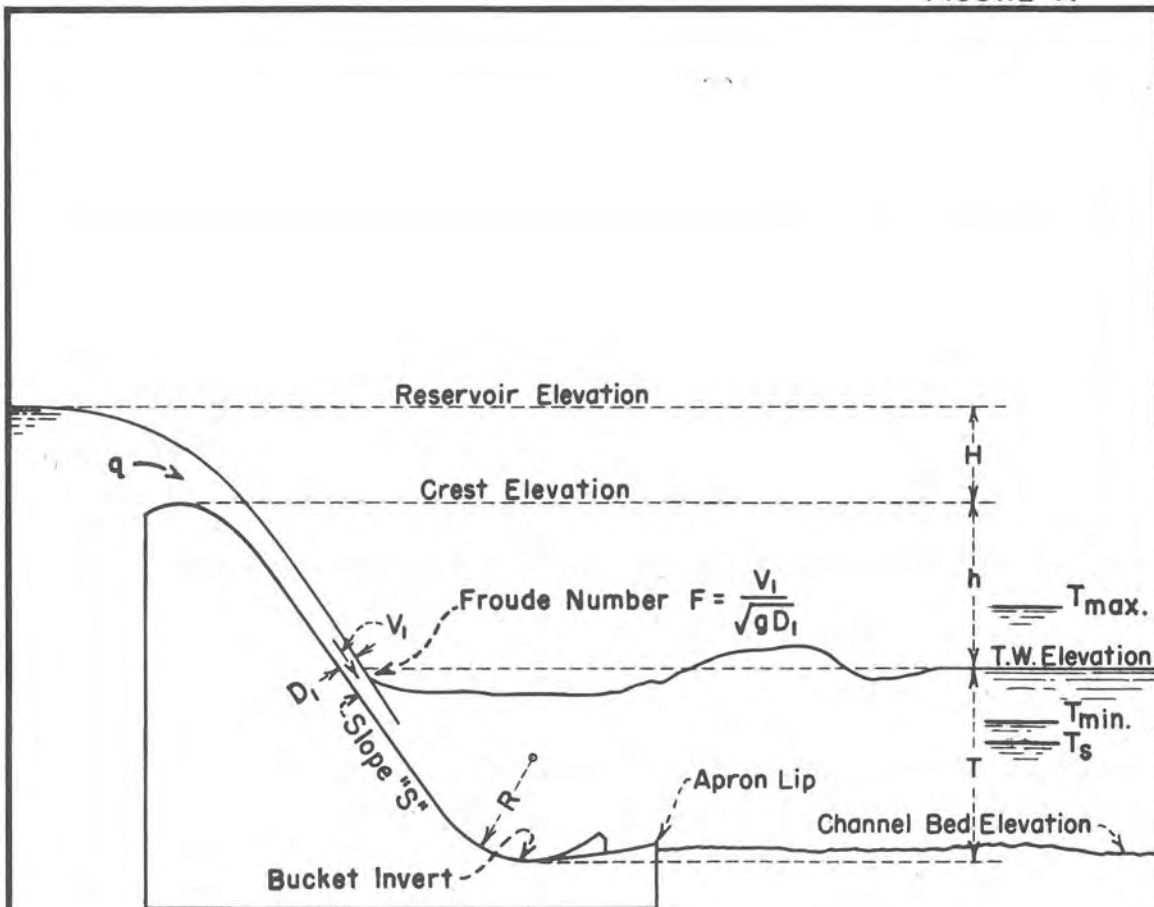 Reservoir Elevation
H
q
Crest Elevation
h
Froude Number F = V₁ / √gD₁
Tmax.
V₁
T.W. Elevation
D₁
Slope "S"
Tmin.
Ts
T
R
Apron Lip
Channel Bed Elevation
Bucket Invert